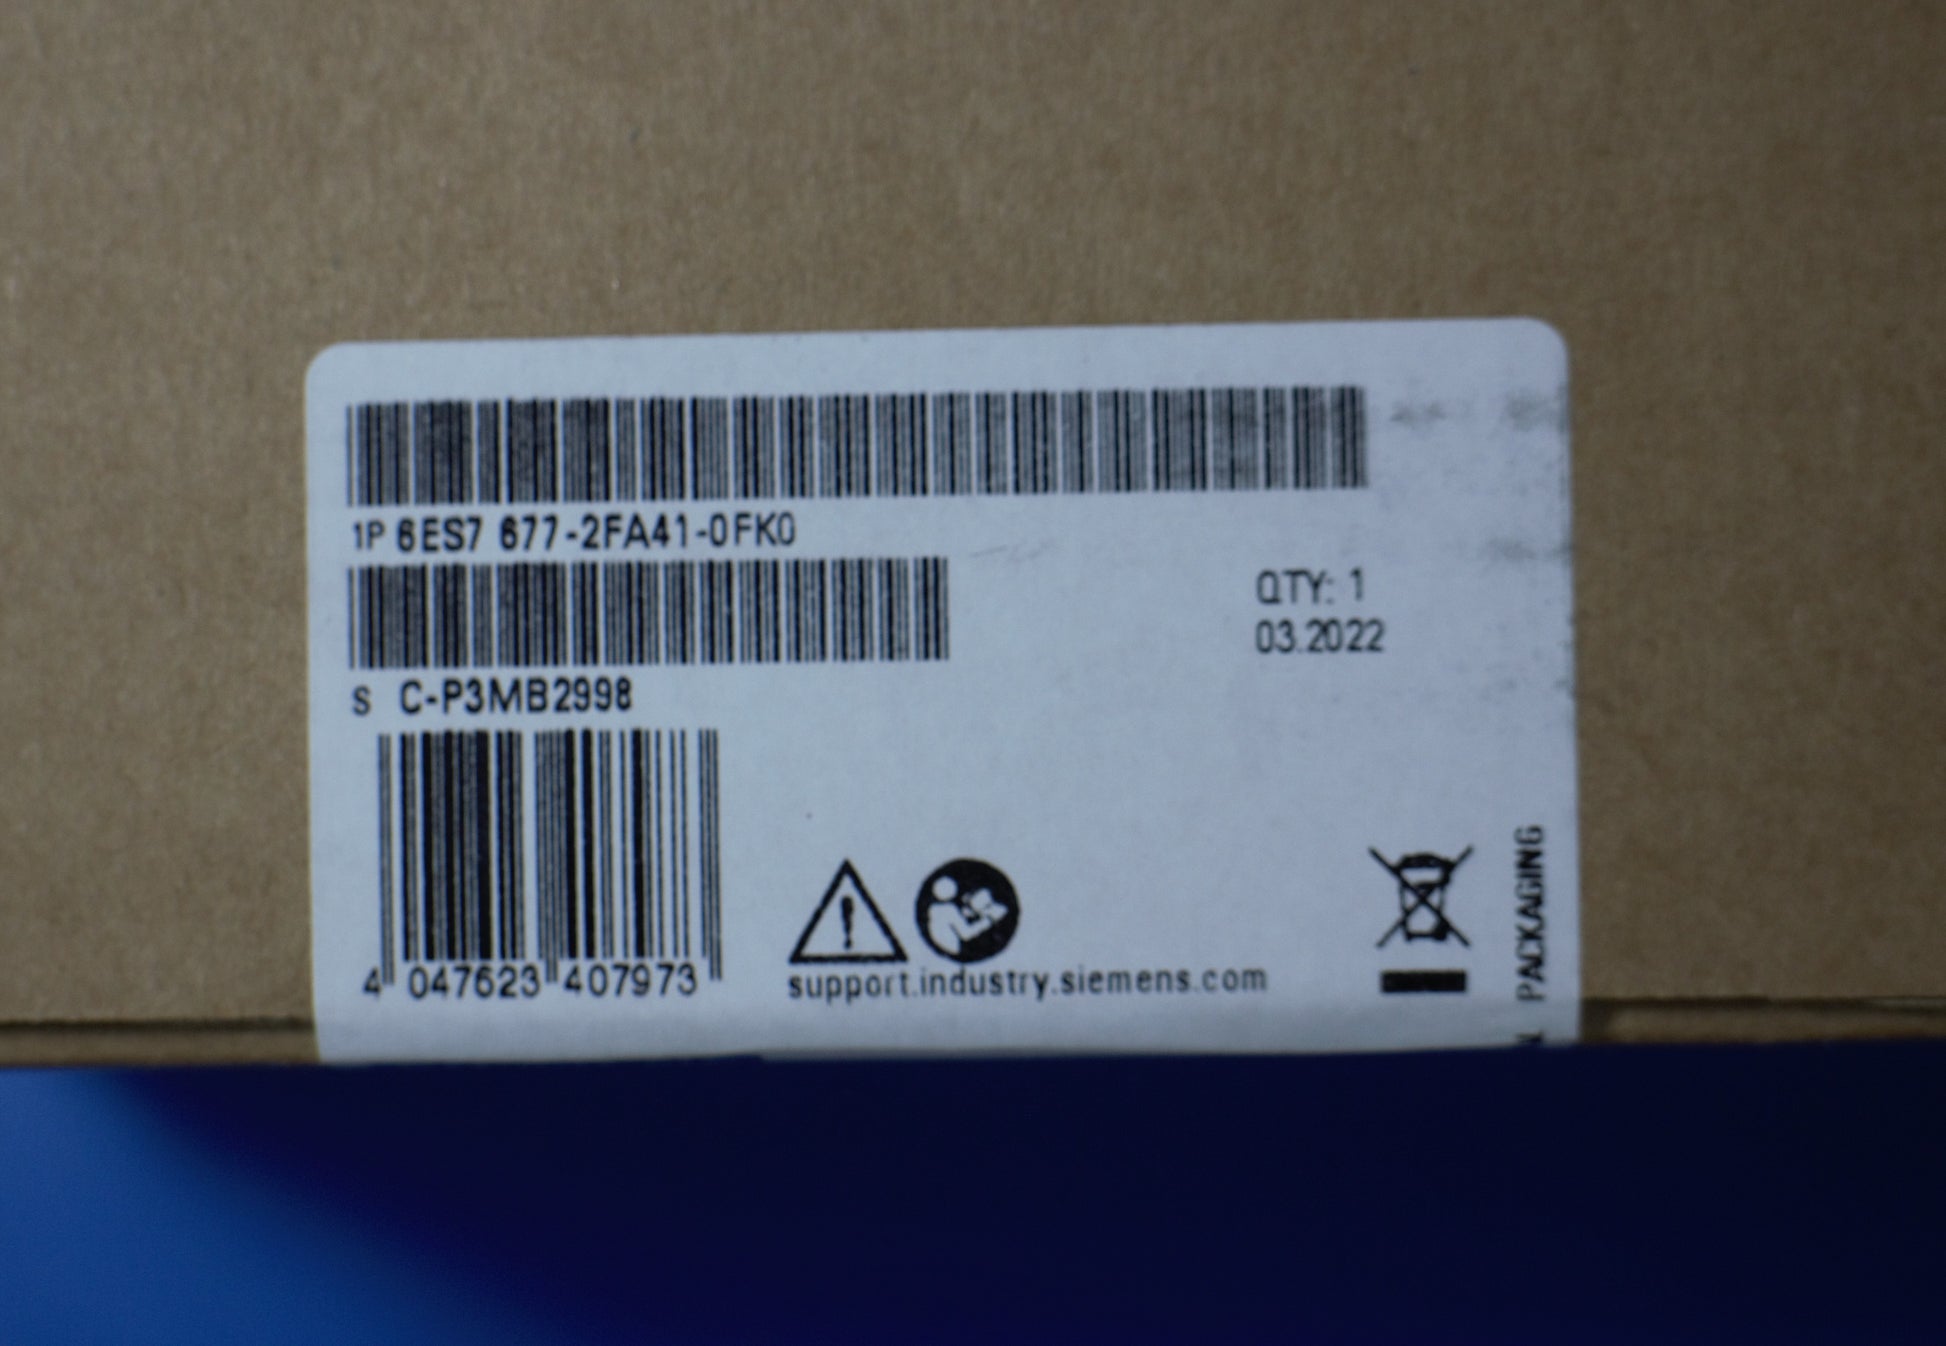 1P 6ES7 677-2FA41-0FK0
QTY: 1
03.2022
S C-P3MB2998
4 047623 407973
support.industry.siemens.com
PACKAGING